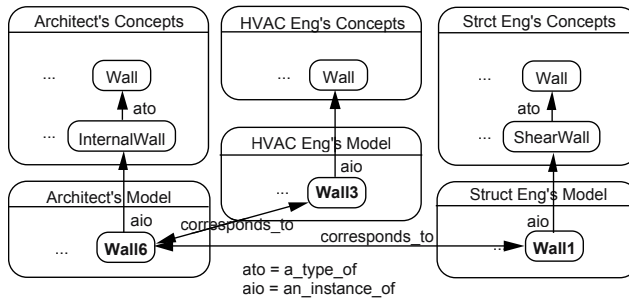 Architect's Concepts
HVAC Eng's Concepts
Strct Eng's Concepts
... Wall
... Wall
... Wall
ato
ato
... InternalWall
... ShearWall
HVAC Eng's Model
aio
Architect's Model
... Wall3
Struct Eng's Model
aio
aio
corresponds_to
corresponds_to
... Wall6
... Wall1
ato = a_type_of
aio = an_instance_of